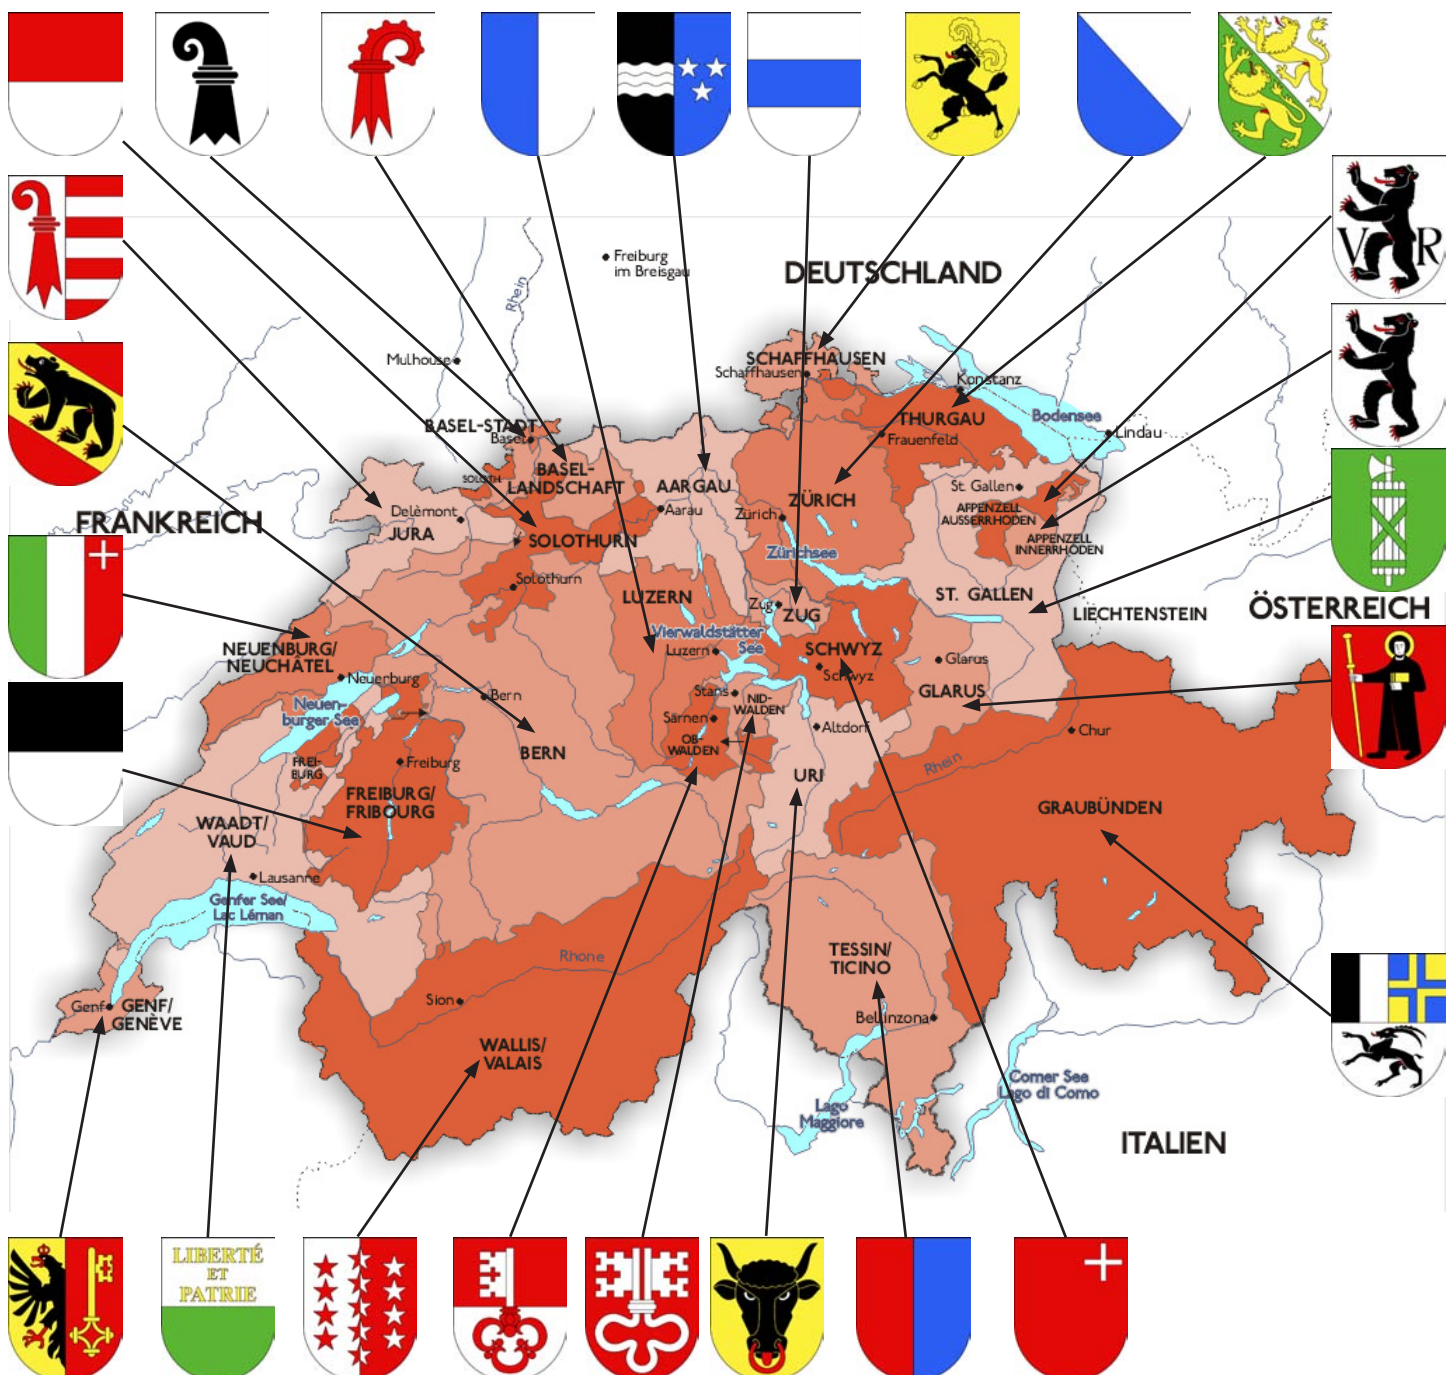 V R
Freiburg
im Breisgau
DEUTSCHLAND
Rhein
Mulhouse
SCHAFFHAUSEN
Schaffhausen
Konstanz
BASEL-STADT
Basel
THURGAU
Frauenfeld
Bodensee
Lindau
SOLOTH.
BASEL-
LANDSCHAFT
AARGAU
Aarau
ZÜRICH
Zürich
St. Gallen
APPENZELL
AUSSERRHODEN
APPENZELL
INNERRHODEN
FRANKREICH
Delèmont
JURA
SOLOTHURN
Solothurn
Zürichsee
LUZERN
Zug
ZUG
ST. GALLEN
LIECHTENSTEIN
ÖSTERREICH
NEUENBURG/
NEUCHÂTEL
Neuenburg
Neuen-
burger See
Vierwaldstätter
See
Luzern
SCHWYZ
Schwyz
Glarus
GLARUS
Bern
BERN
Stans
NID-
WALDEN
Sarnen
OB-
WALDEN
Altdorf
URI
Chur
Rhein
GRAUBÜNDEN
FREI-
BURG
Freiburg
FREIBURG/
FRIBOURG
WAADT/
VAUD
Lausanne
Genfer See/
Lac Léman
Rhone
TESSIN/
TICINO
Genf
GENF/
GENÈVE
Sion
Bellinzona
WALLIS/
VALAIS
Comer See
Lago di Como
Lago
Maggiore
ITALIEN
LIBERTÉ
ET
PATRIE